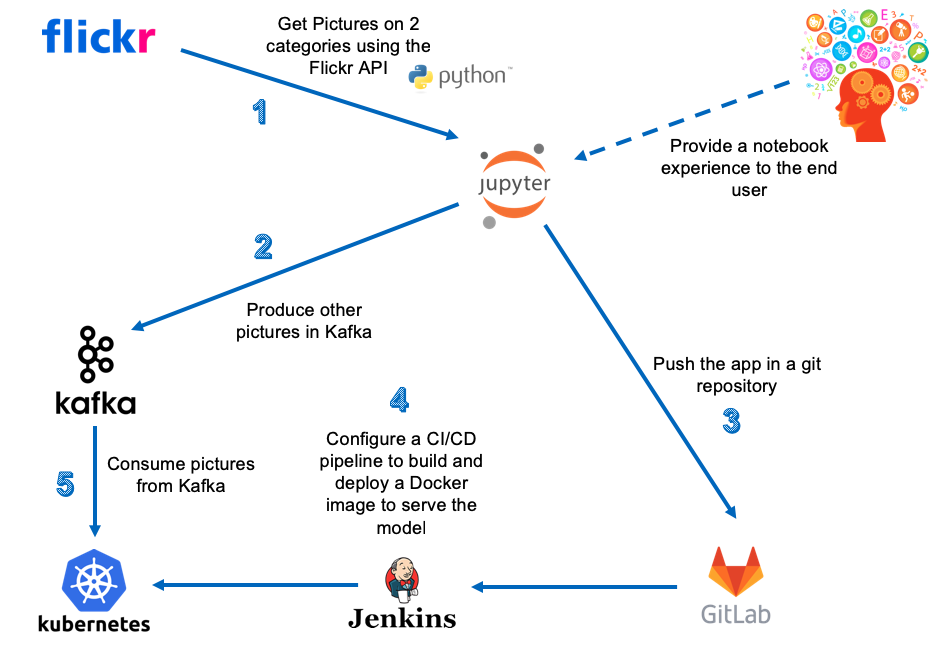 flickr
Get Pictures on 2
categories using the
Flickr API
python™
1
Provide a notebook
experience to the end
user
jupyter
2
Produce other
pictures in Kafka
kafka
Push the app in a git
repository
3
4
Configure a CI/CD
pipeline to build and
deploy a Docker
image to serve the
model
5
Consume pictures
from Kafka
kubernetes
Jenkins
GitLab